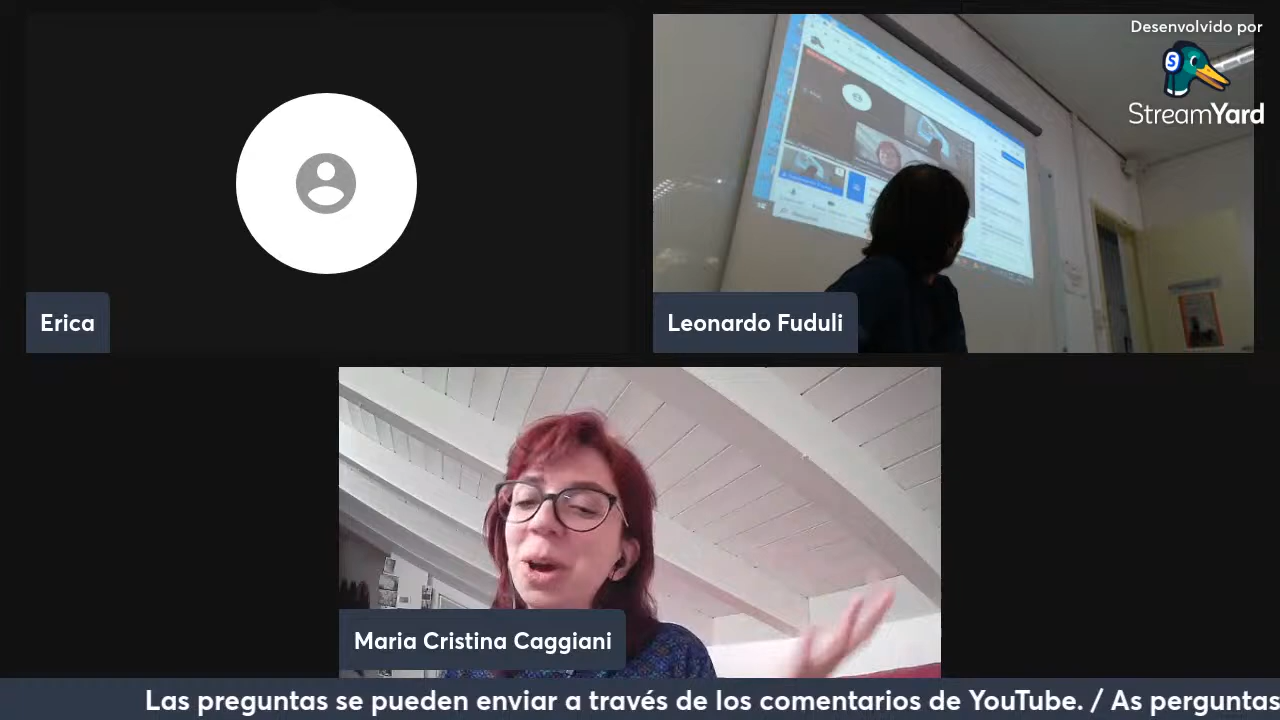 Desenvolvido por
StreamYard
Erica
Leonardo Fuduli
Maria Cristina Caggiani
Las preguntas se pueden enviar a través de los comentarios de YouTube. / As perguntas